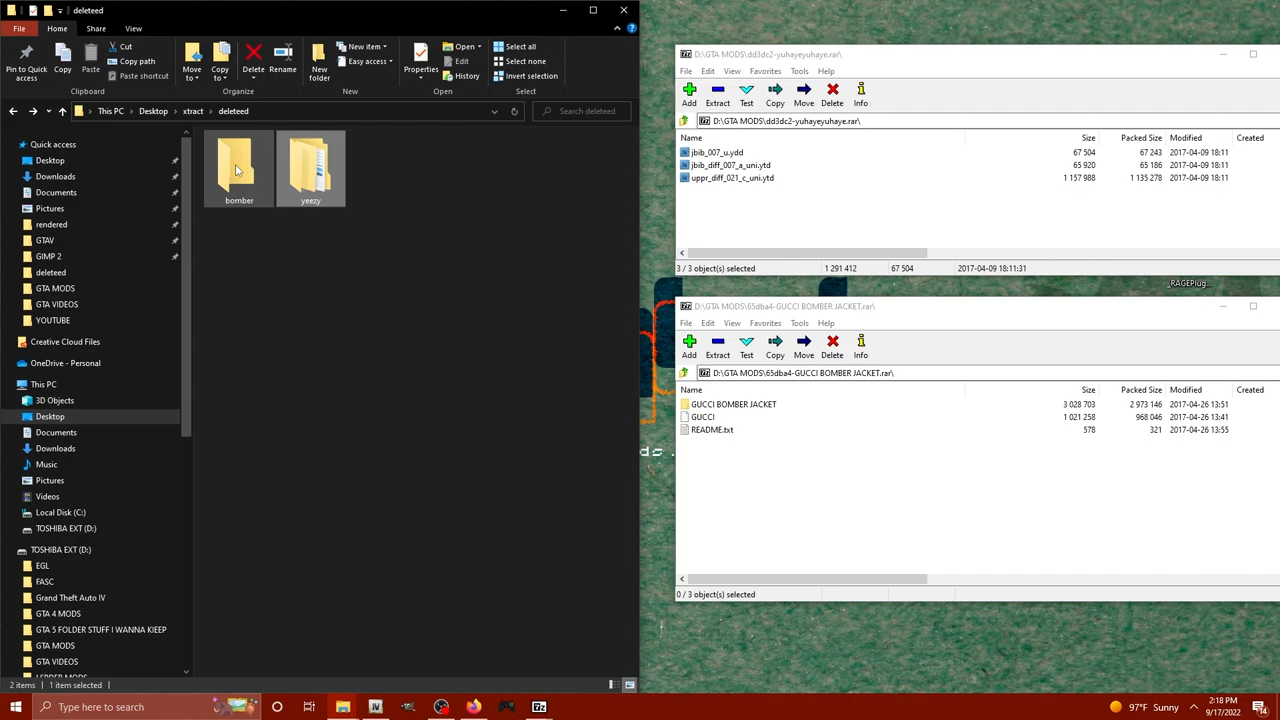 deleteed
File
Home
Share
View
Pin to Quick access
Copy
Paste
Cut
Copy path
Paste shortcut
Clipboard
Move to
Copy to
Delete
Rename
Organize
New folder
New item
Easy access
New
Properties
Open
Edit
History
Open
Select all
Select none
Invert selection
Select
This PC
Desktop
xtract
deleteed
Search deleteed
Quick access
Desktop
Downloads
Documents
Pictures
rendered
GTAV
GIMP 2
deleteed
GTA MODS
GTA VIDEOS
YOUTUBE
Creative Cloud Files
OneDrive - Personal
This PC
3D Objects
Desktop
Documents
Downloads
Music
Pictures
Videos
Local Disk (C:)
TOSHIBA EXT (D:)
TOSHIBA EXT (D:)
EGL
FASC
Grand Theft Auto IV
GTA 4 MODS
GTA 5 FOLDER STUFF I WANNA KIEEP
GTA MODS
GTA VIDEOS
bomber
yeezy
2 items
1 item selected
D:\GTA MODS\dd3dc2-yuhayeyuhaye.rar\
File Edit View Favorites Tools Help
Add Extract Test Copy Move Delete Info
D:\GTA MODS\dd3dc2-yuhayeyuhaye.rar\
Name Size Packed Size Modified Created
jbib_007_u.ydd 67 504 67 243 2017-04-09 18:11
jbib_diff_007_a_uni.ytd 65 920 65 186 2017-04-09 18:11
uppr_diff_021_c_uni.ytd 1 157 988 1 135 278 2017-04-09 18:11
3 / 3 object(s) selected 1 291 412 67 504 2017-04-09 18:11:31
_RAGEPlug...
D:\GTA MODS\65dba4-GUCCI BOMBER JACKET.rar\
File Edit View Favorites Tools Help
Add Extract Test Copy Move Delete Info
D:\GTA MODS\65dba4-GUCCI BOMBER JACKET.rar\
Name Size Packed Size Modified Created
GUCCI BOMBER JACKET 3 028 703 2 973 146 2017-04-26 13:51
GUCCI 1 021 258 968 046 2017-04-26 13:41
README.txt 578 321 2017-04-26 13:55
ds.
0 / 3 object(s) selected
Type here to search
97°F Sunny
2:18 PM
9/17/2022
14